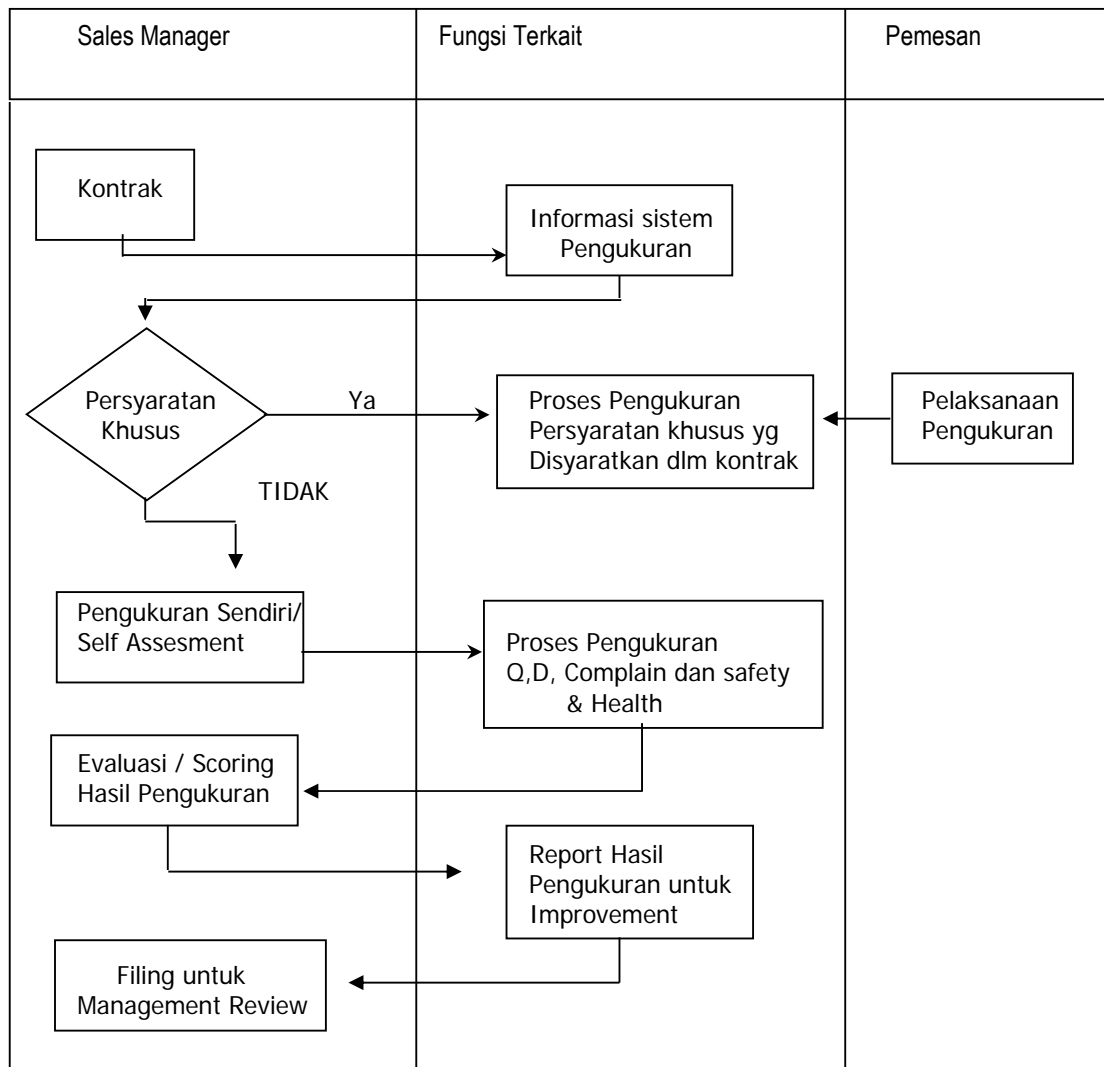 Sales Manager
Fungsi Terkait
Pemesan
Kontrak
Informasi sistem
Pengukuran
Persyaratan
Khusus
Ya
Proses Pengukuran
Persyaratan khusus yg
Disyaratkan dlm kontrak
Pelaksanaan
Pengukuran
TIDAK
Pengukuran Sendiri/
Self Assesment
Proses Pengukuran
Q,D, Complain dan safety
& Health
Evaluasi / Scoring
Hasil Pengukuran
Report Hasil
Pengukuran untuk
Improvement
Filing untuk
Management Review